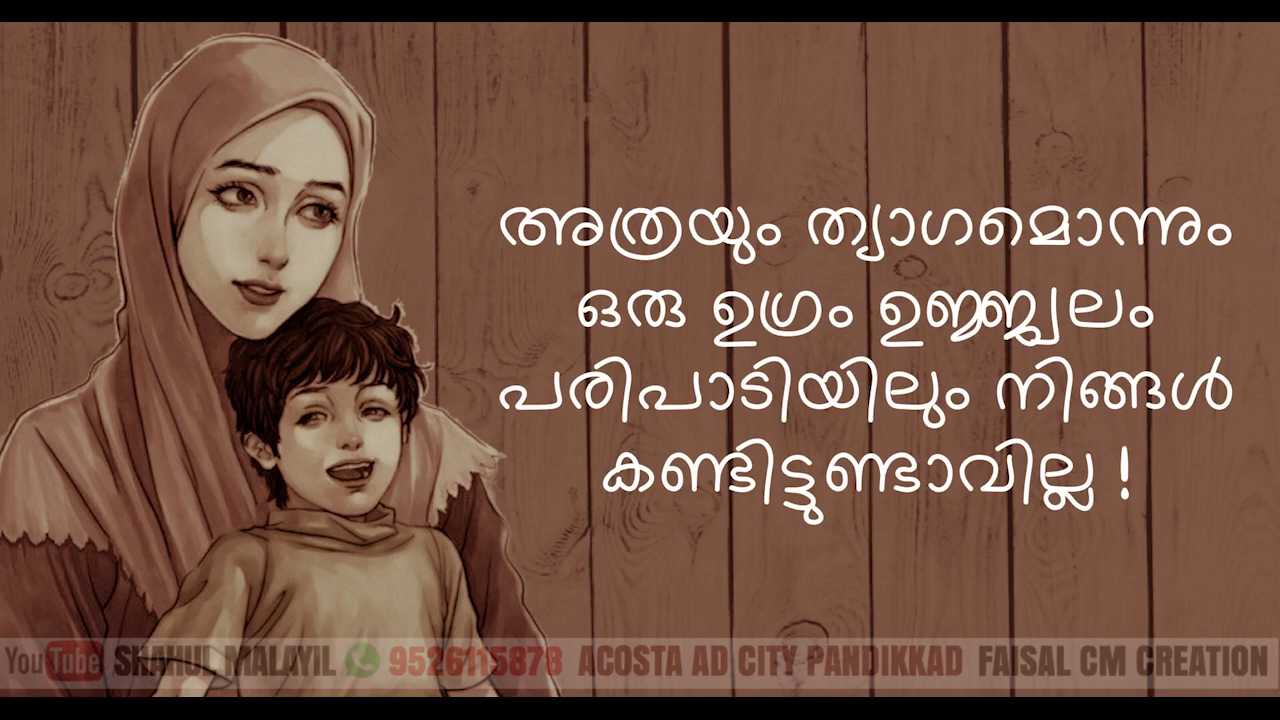 അത്രയും ത്യാഗമൊന്നും
ഒരു ഉഗ്രം ഉജ്ജ്വലം
പരിപാടിയിലും നിങ്ങൾ
കണ്ടിട്ടുണ്ടാവില്ല !
YouTube SHAHUL MALAYIL 9526115878 ACOSTA AD CITY PANDIKKAD FAISAL CM CREATION